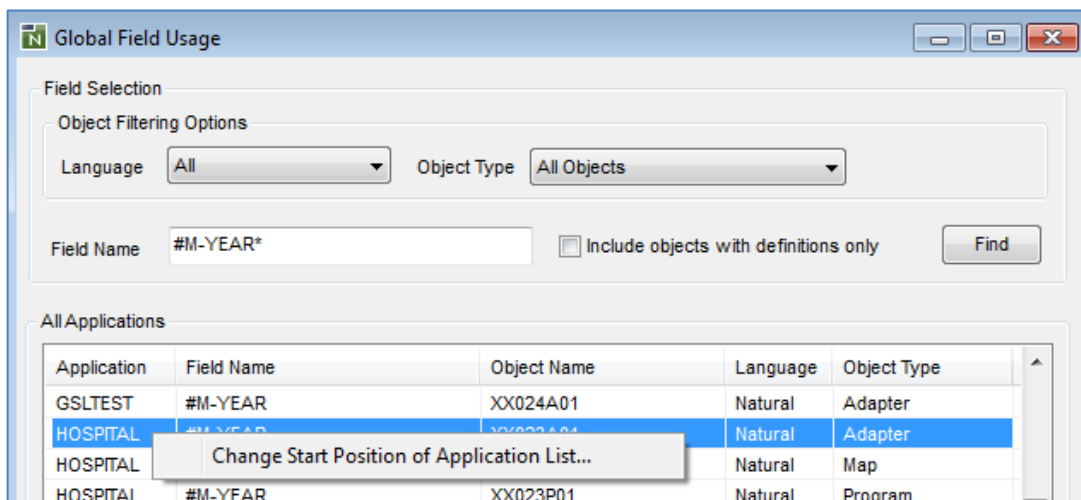 Global Field Usage
Field Selection
Object Filtering Options
Language All Object Type All Objects
Field Name #M-YEAR* Include objects with definitions only Find
All Applications
Application Field Name Object Name Language Object Type
GSLTEST #M-YEAR XX024A01 Natural Adapter
HOSPITAL #M-YEAR XX023A01 Natural Adapter
Change Start Position of Application List...
HOSPITAL Natural Map
HOSPITAL #M-YEAR XX023P01 Natural Program